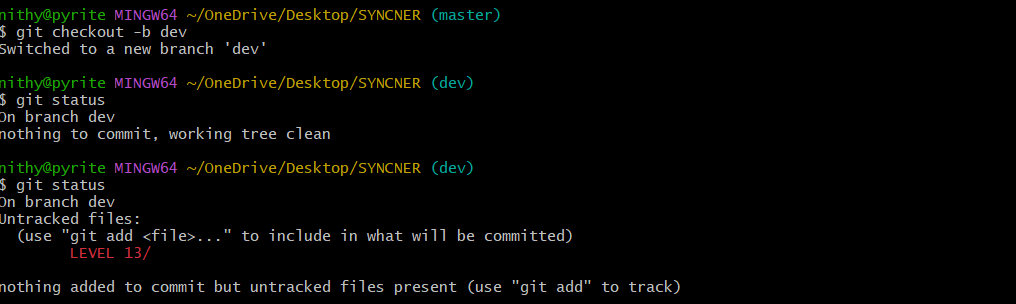 nithy@pyrite MINGW64 ~/OneDrive/Desktop/SYNCNER (master)
$ git checkout -b dev
Switched to a new branch 'dev'
nithy@pyrite MINGW64 ~/OneDrive/Desktop/SYNCNER (dev)
$ git status
On branch dev
nothing to commit, working tree clean
nithy@pyrite MINGW64 ~/OneDrive/Desktop/SYNCNER (dev)
$ git status
On branch dev
Untracked files:
  (use "git add <file>..." to include in what will be committed)
        LEVEL 13/
nothing added to commit but untracked files present (use "git add" to track)